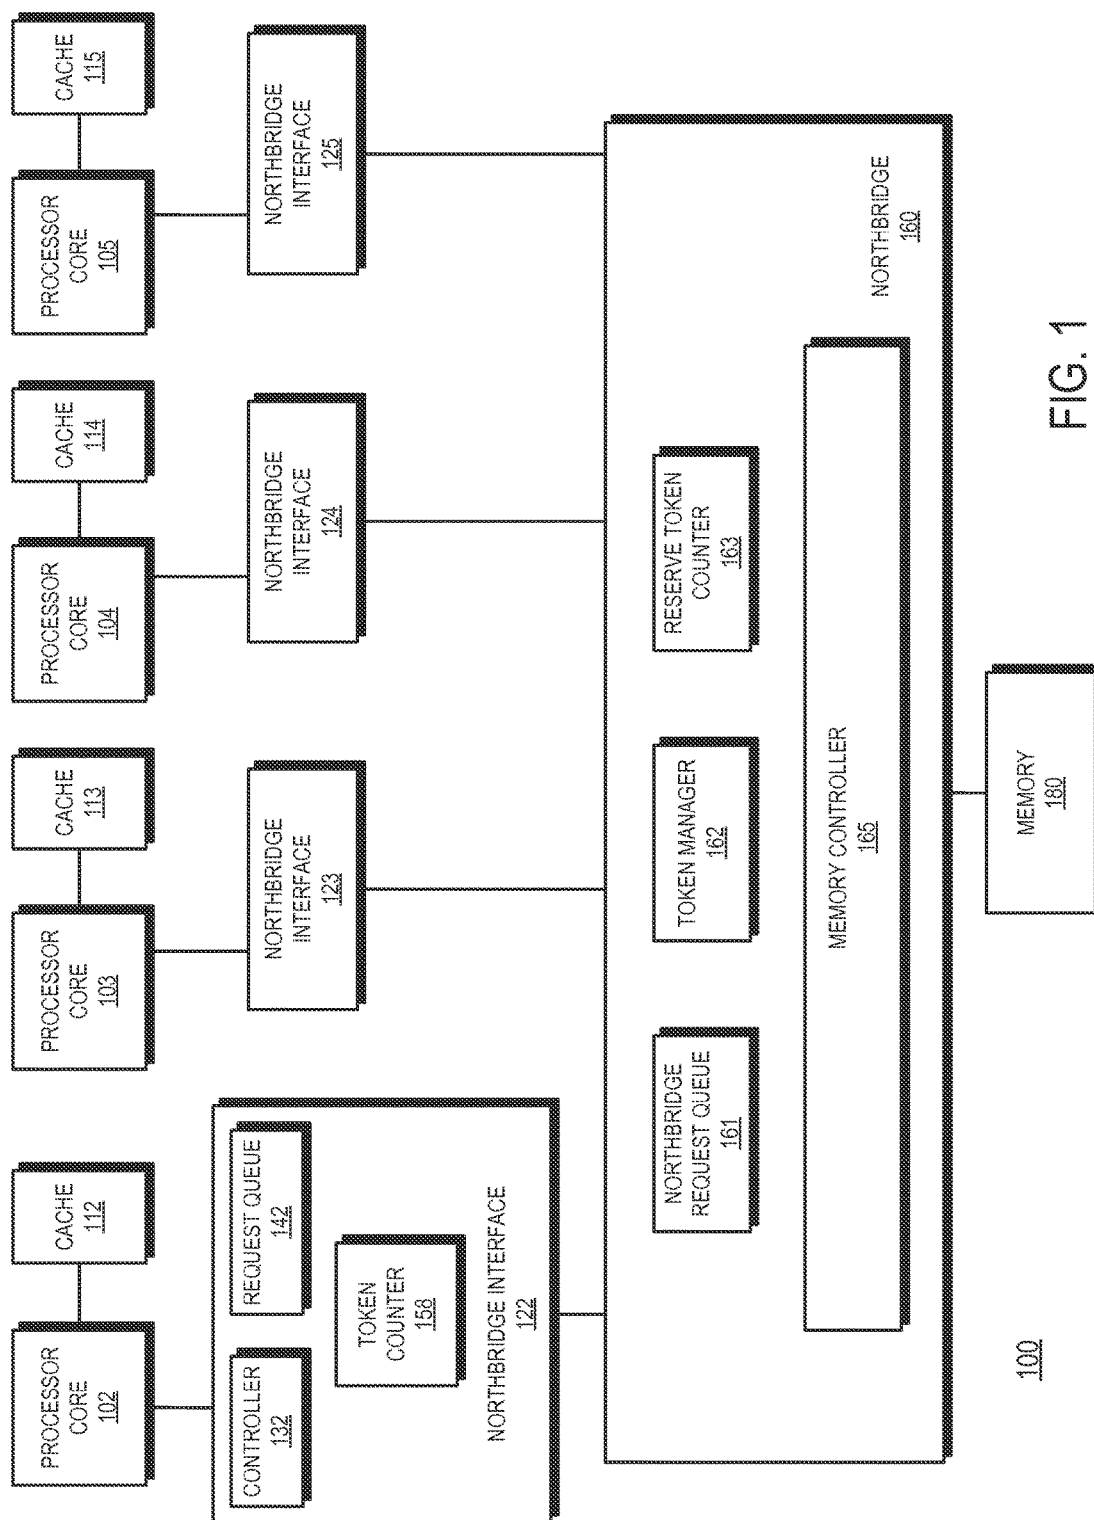 PROCESSOR
CORE
102
CACHE
112
PROCESSOR
CORE
103
CACHE
113
PROCESSOR
CORE
104
CACHE
114
PROCESSOR
CORE
105
CACHE
115
CONTROLLER
132
REQUEST QUEUE
142
TOKEN
COUNTER
158
NORTHBRIDGE INTERFACE
122
NORTHBRIDGE
INTERFACE
123
NORTHBRIDGE
INTERFACE
124
NORTHBRIDGE
INTERFACE
125
NORTHBRIDGE
REQUEST QUEUE
161
TOKEN MANAGER
162
RESERVE TOKEN
COUNTER
163
MEMORY CONTROLLER
165
NORTHBRIDGE
160
MEMORY
180
100
FIG. 1